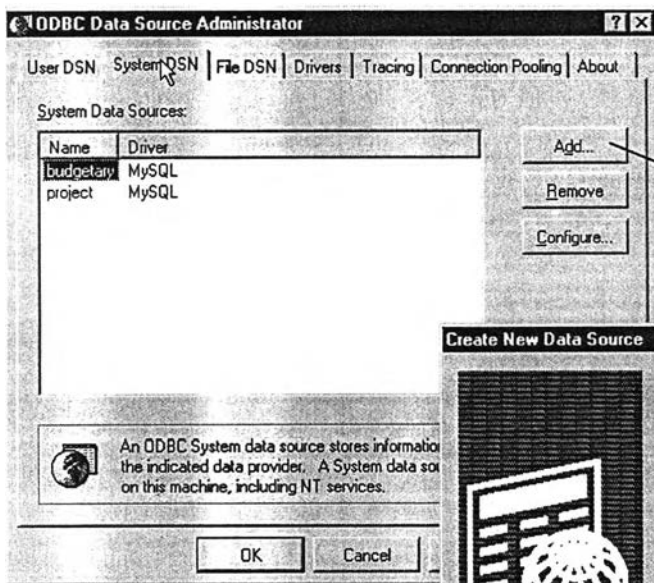 ODBC Data Source Administrator
User DSN System DSN File DSN Drivers Tracing Connection Pooling About
System Data Sources:
Name Driver
budgetary MySQL
project MySQL
Add...
Remove
Configure...
Create New Data Source
An ODBC System data source stores information
the indicated data provider. A System data sou
on this machine, including NT services.
OK Cancel